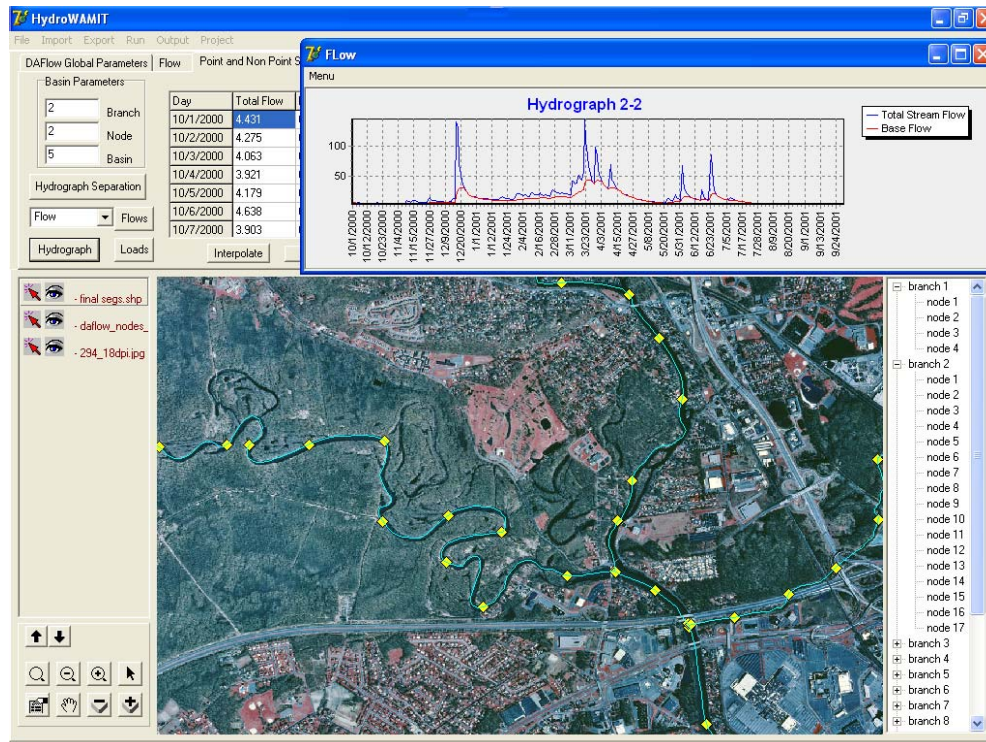 HydroWAMIT
File Import Export Run Output Project
DAFlow Global Parameters Flow Point and Non Point S
Basin Parameters
2 Branch
2 Node
5 Basin
Hydrograph Separation
Flow Flows
Hydrograph Loads
Day Total Flow
10/1/2000 4.431
10/2/2000 4.275
10/3/2000 4.063
10/4/2000 3.921
10/5/2000 4.179
10/6/2000 4.638
10/7/2000 3.903
Interpolate
FLow
Menu
Hydrograph 2-2
Total Stream Flow
Base Flow
100
50
10/1/2000
10/12/2000
10/23/2000
11/4/2000
11/15/2000
11/27/2000
12/9/2000
12/20/2000
1/1/2001
1/12/2001
1/24/2001
2/4/2001
2/16/2001
2/28/2001
3/11/2001
3/23/2001
4/3/2001
4/15/2001
4/27/2001
5/8/2001
5/20/2001
5/31/2001
6/12/2001
6/23/2001
7/5/2001
7/17/2001
7/28/2001
8/9/2001
8/20/2001
9/1/2001
9/13/2001
9/24/2001
- final segs.shp
- daflow_nodes_
- 294_18dpi.jpg
branch 1
node 1
node 2
node 3
node 4
branch 2
node 1
node 2
node 3
node 4
node 5
node 6
node 7
node 8
node 9
node 10
node 11
node 12
node 13
node 14
node 15
node 16
node 17
branch 3
branch 4
branch 5
branch 6
branch 7
branch 8